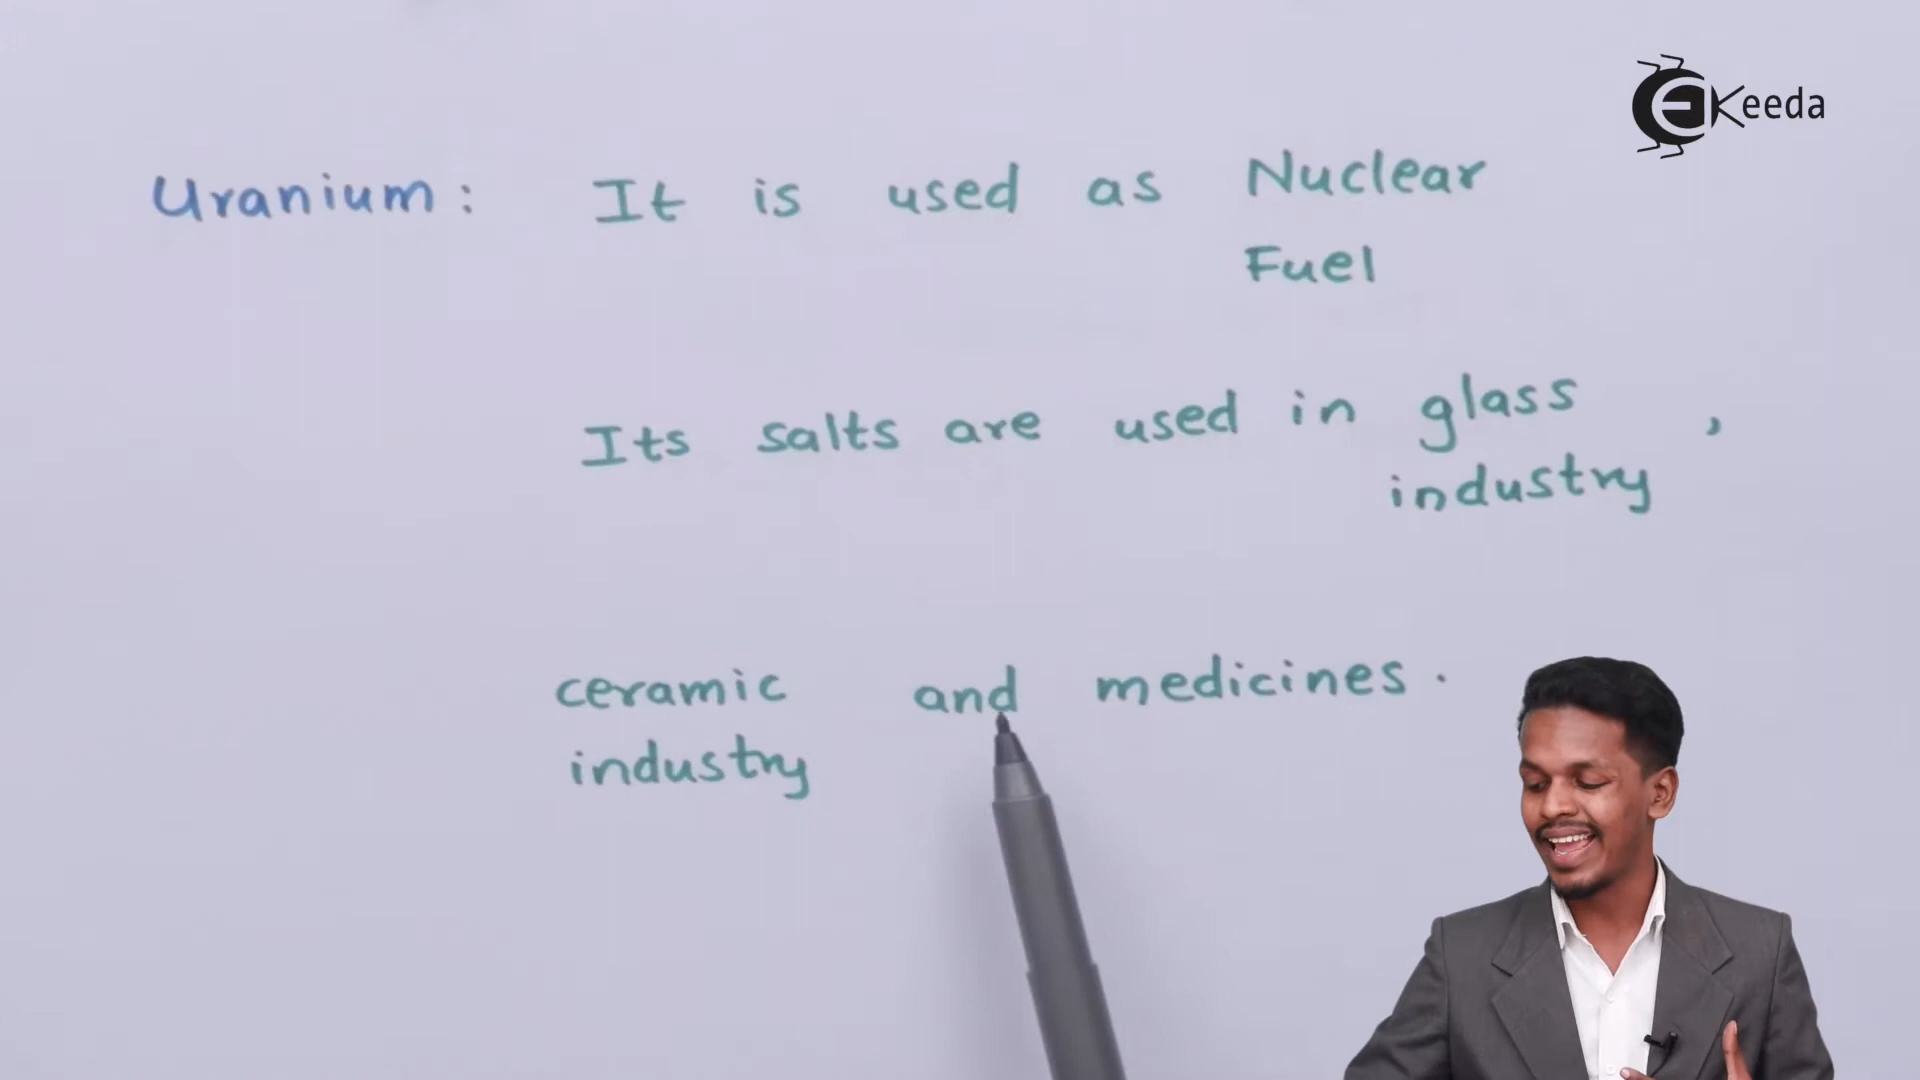 EKeeda
Uranium: It is used as Nuclear
Fuel
Its salts are used in glass ,
industry
ceramic and medicines.
industry